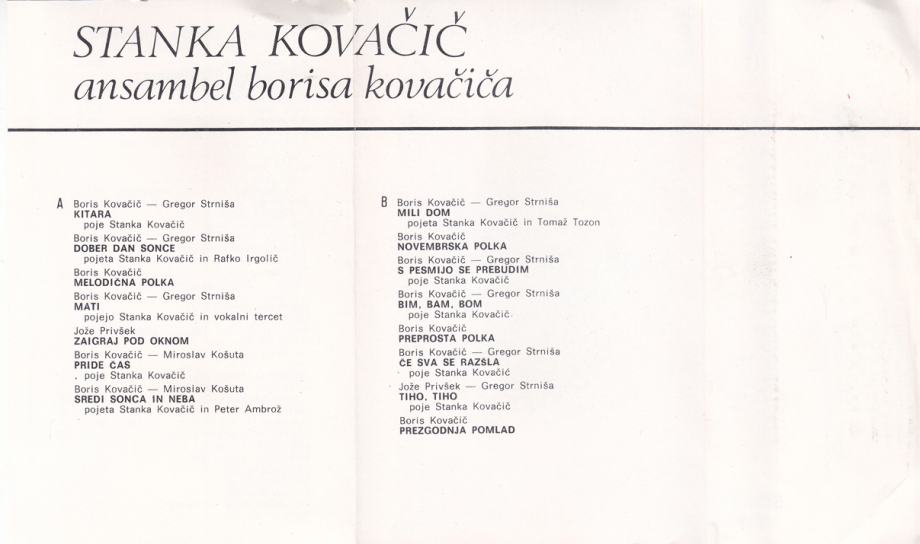 STANKA KOVAČIČ
ansambel borisa kovačiča
A
Boris Kovačič — Gregor Strniša
KITARA
poje Stanka Kovačič
Boris Kovačič — Gregor Strniša
DOBER DAN SONCE
pojeta Stanka Kovačič in Rafko Irgolič
Boris Kovačič
MELODIČNA POLKA
Boris Kovačič — Gregor Strniša
MATI
pojejo Stanka Kovačič in vokalni tercet
Jože Privšek
ZAIGRAJ POD OKNOM
Boris Kovačič — Miroslav Košuta
PRIDE ČAS
poje Stanka Kovačič
Boris Kovačič — Miroslav Košuta
SREDI SONCA IN NEBA
pojeta Stanka Kovačič in Peter Ambrož
B
Boris Kovačič — Gregor Strniša
MILI DOM
pojeta Stanka Kovačič in Tomaž Tozon
Boris Kovačič
NOVEMBRSKA POLKA
Boris Kovačič — Gregor Strniša
S PESMIJO SE PREBUDIM
poje Stanka Kovačič
Boris Kovačič — Gregor Strniša
BIM, BAM, BOM
poje Stanka Kovačič
Boris Kovačič
PREPROSTA POLKA
Boris Kovačič — Gregor Strniša
ČE SVA SE RAZŠLA
poje Stanka Kovačić
Jože Privšek — Gregor Strniša
TIHO, TIHO
poje Stanka Kovačič
Boris Kovačič
PREZGODNJA POMLAD